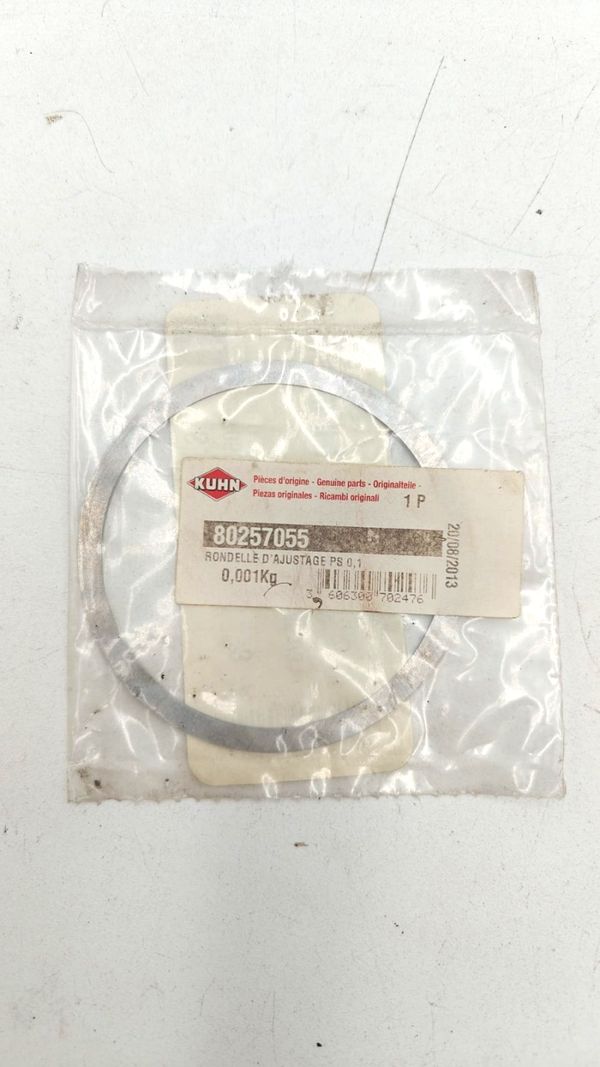 KUHN
Pièces d'origine - Genuine parts - Originalteile -
Piezas originales - Ricambi originali
1 P
80257055
RONDELLE D'AJUSTAGE PS 0,1
0,001Kg
3 606300 702476
20/08/2013